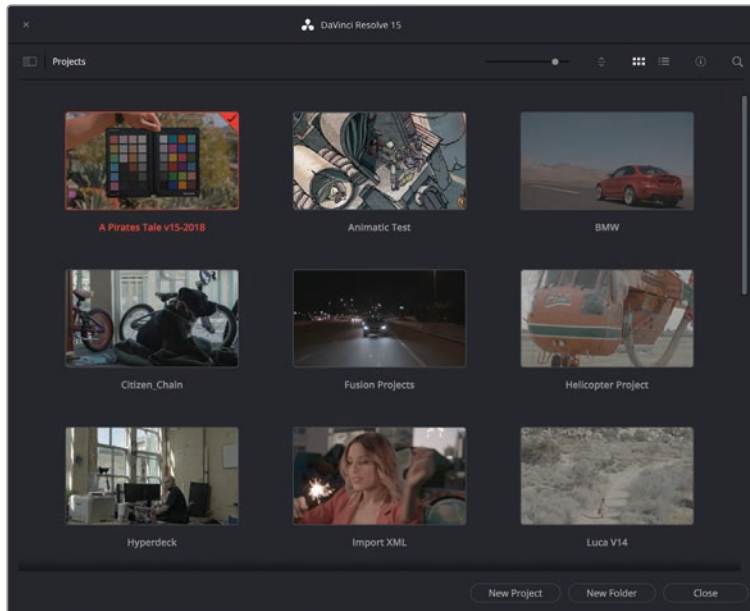 DaVinci Resolve 15
Projects
A Pirates Tale v15-2018
Animatic Test
BMW
Citizen_Chain
Fusion Projects
Helicopter Project
Hyperdeck
Import XML
Luca V14
New Project
New Folder
Close